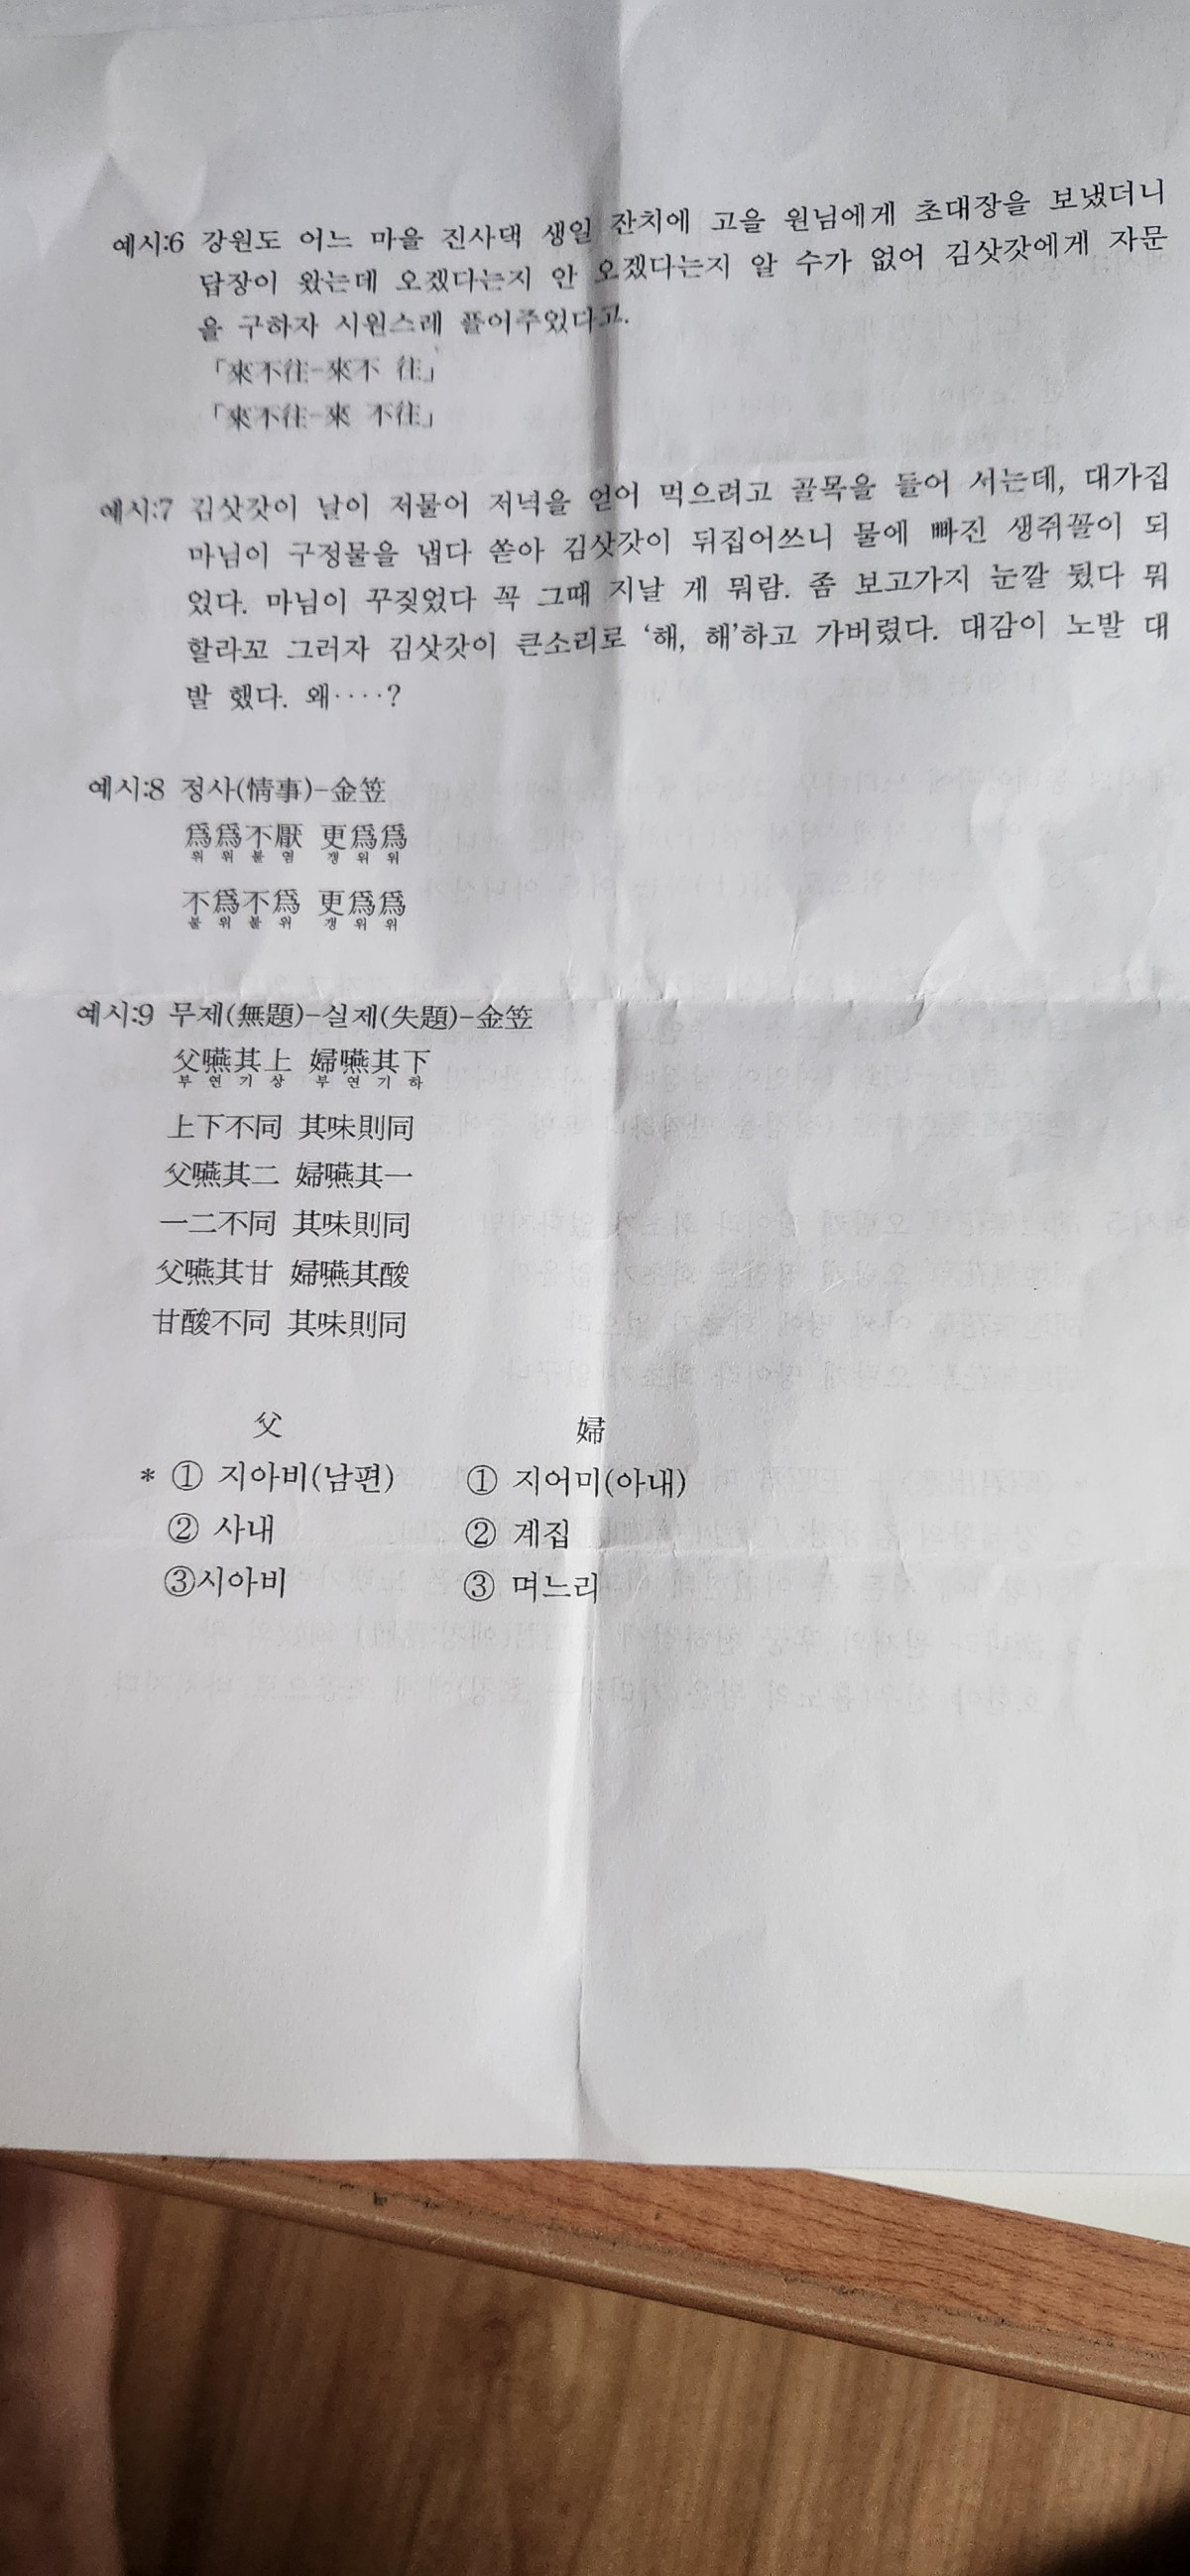 예시:6 강원도 어느 마을 진사댁 생일 잔치에 고을 원님에게 초대장을 보냈더니
답장이 왔는데 오겠다는지 안 오겠다는지 알 수가 없어 김삿갓에게 자문
을 구하자 시원스레 풀어주었다고.
「來不往-來不 往」
「來不往-來 不往」
예시:7 김삿갓이 날이 저물어 저녁을 얻어 먹으려고 골목을 들어 서는데, 대가집
마님이 구정물을 냅다 쏟아 김삿갓이 뒤집어쓰니 물에 빠진 생쥐꼴이 되
었다. 마님이 꾸짖었다 꼭 그때 지날 게 뭐람. 좀 보고가지 눈깔 뒀다 뭐
할라꼬 그러자 김삿갓이 큰소리로 ‘해, 해’하고 가버렸다. 대감이 노발 대
발 했다. 왜····?
예시:8 정사(情事)-金笠
爲爲不厭 更爲爲
위 위 불 염 갱 위 위
不爲不爲 更爲爲
불 위 불 위 갱 위 위
예시:9 무제(無題)-실제(失題)-金笠
父嚥其上 婦嚥其下
부 연 기 상 부 연 기 하
上下不同 其味則同
父嚥其二 婦嚥其一
一二不同 其味則同
父嚥其甘 婦嚥其酸
甘酸不同 其味則同
父 婦
* ① 지아비(남편) ① 지어미(아내)
② 사내 ② 계집
③시아비 ③ 며느리